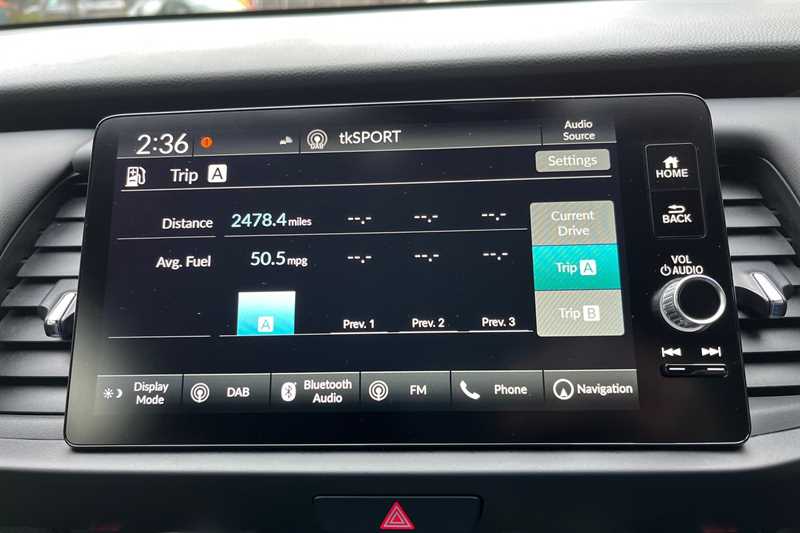 2:36 DAB tkSPORT Audio Source
Trip A Settings
HOME
Distance 2478.4 miles --.- --.- --.- Current Drive
BACK
Avg. Fuel 50.5 mpg --.- --.- --.- Trip A
VOL
AUDIO
A Prev. 1 Prev. 2 Prev. 3 Trip B
Display Mode DAB Bluetooth Audio FM Phone Navigation